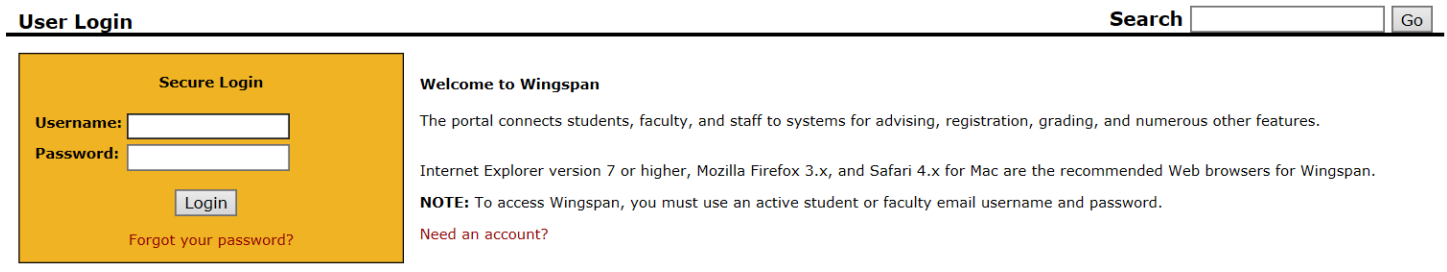 User Login
Search
Go
Secure Login
Username:
Password:
Login
Forgot your password?
Welcome to Wingspan
The portal connects students, faculty, and staff to systems for advising, registration, grading, and numerous other features.
Internet Explorer version 7 or higher, Mozilla Firefox 3.x, and Safari 4.x for Mac are the recommended Web browsers for Wingspan.
NOTE: To access Wingspan, you must use an active student or faculty email username and password.
Need an account?